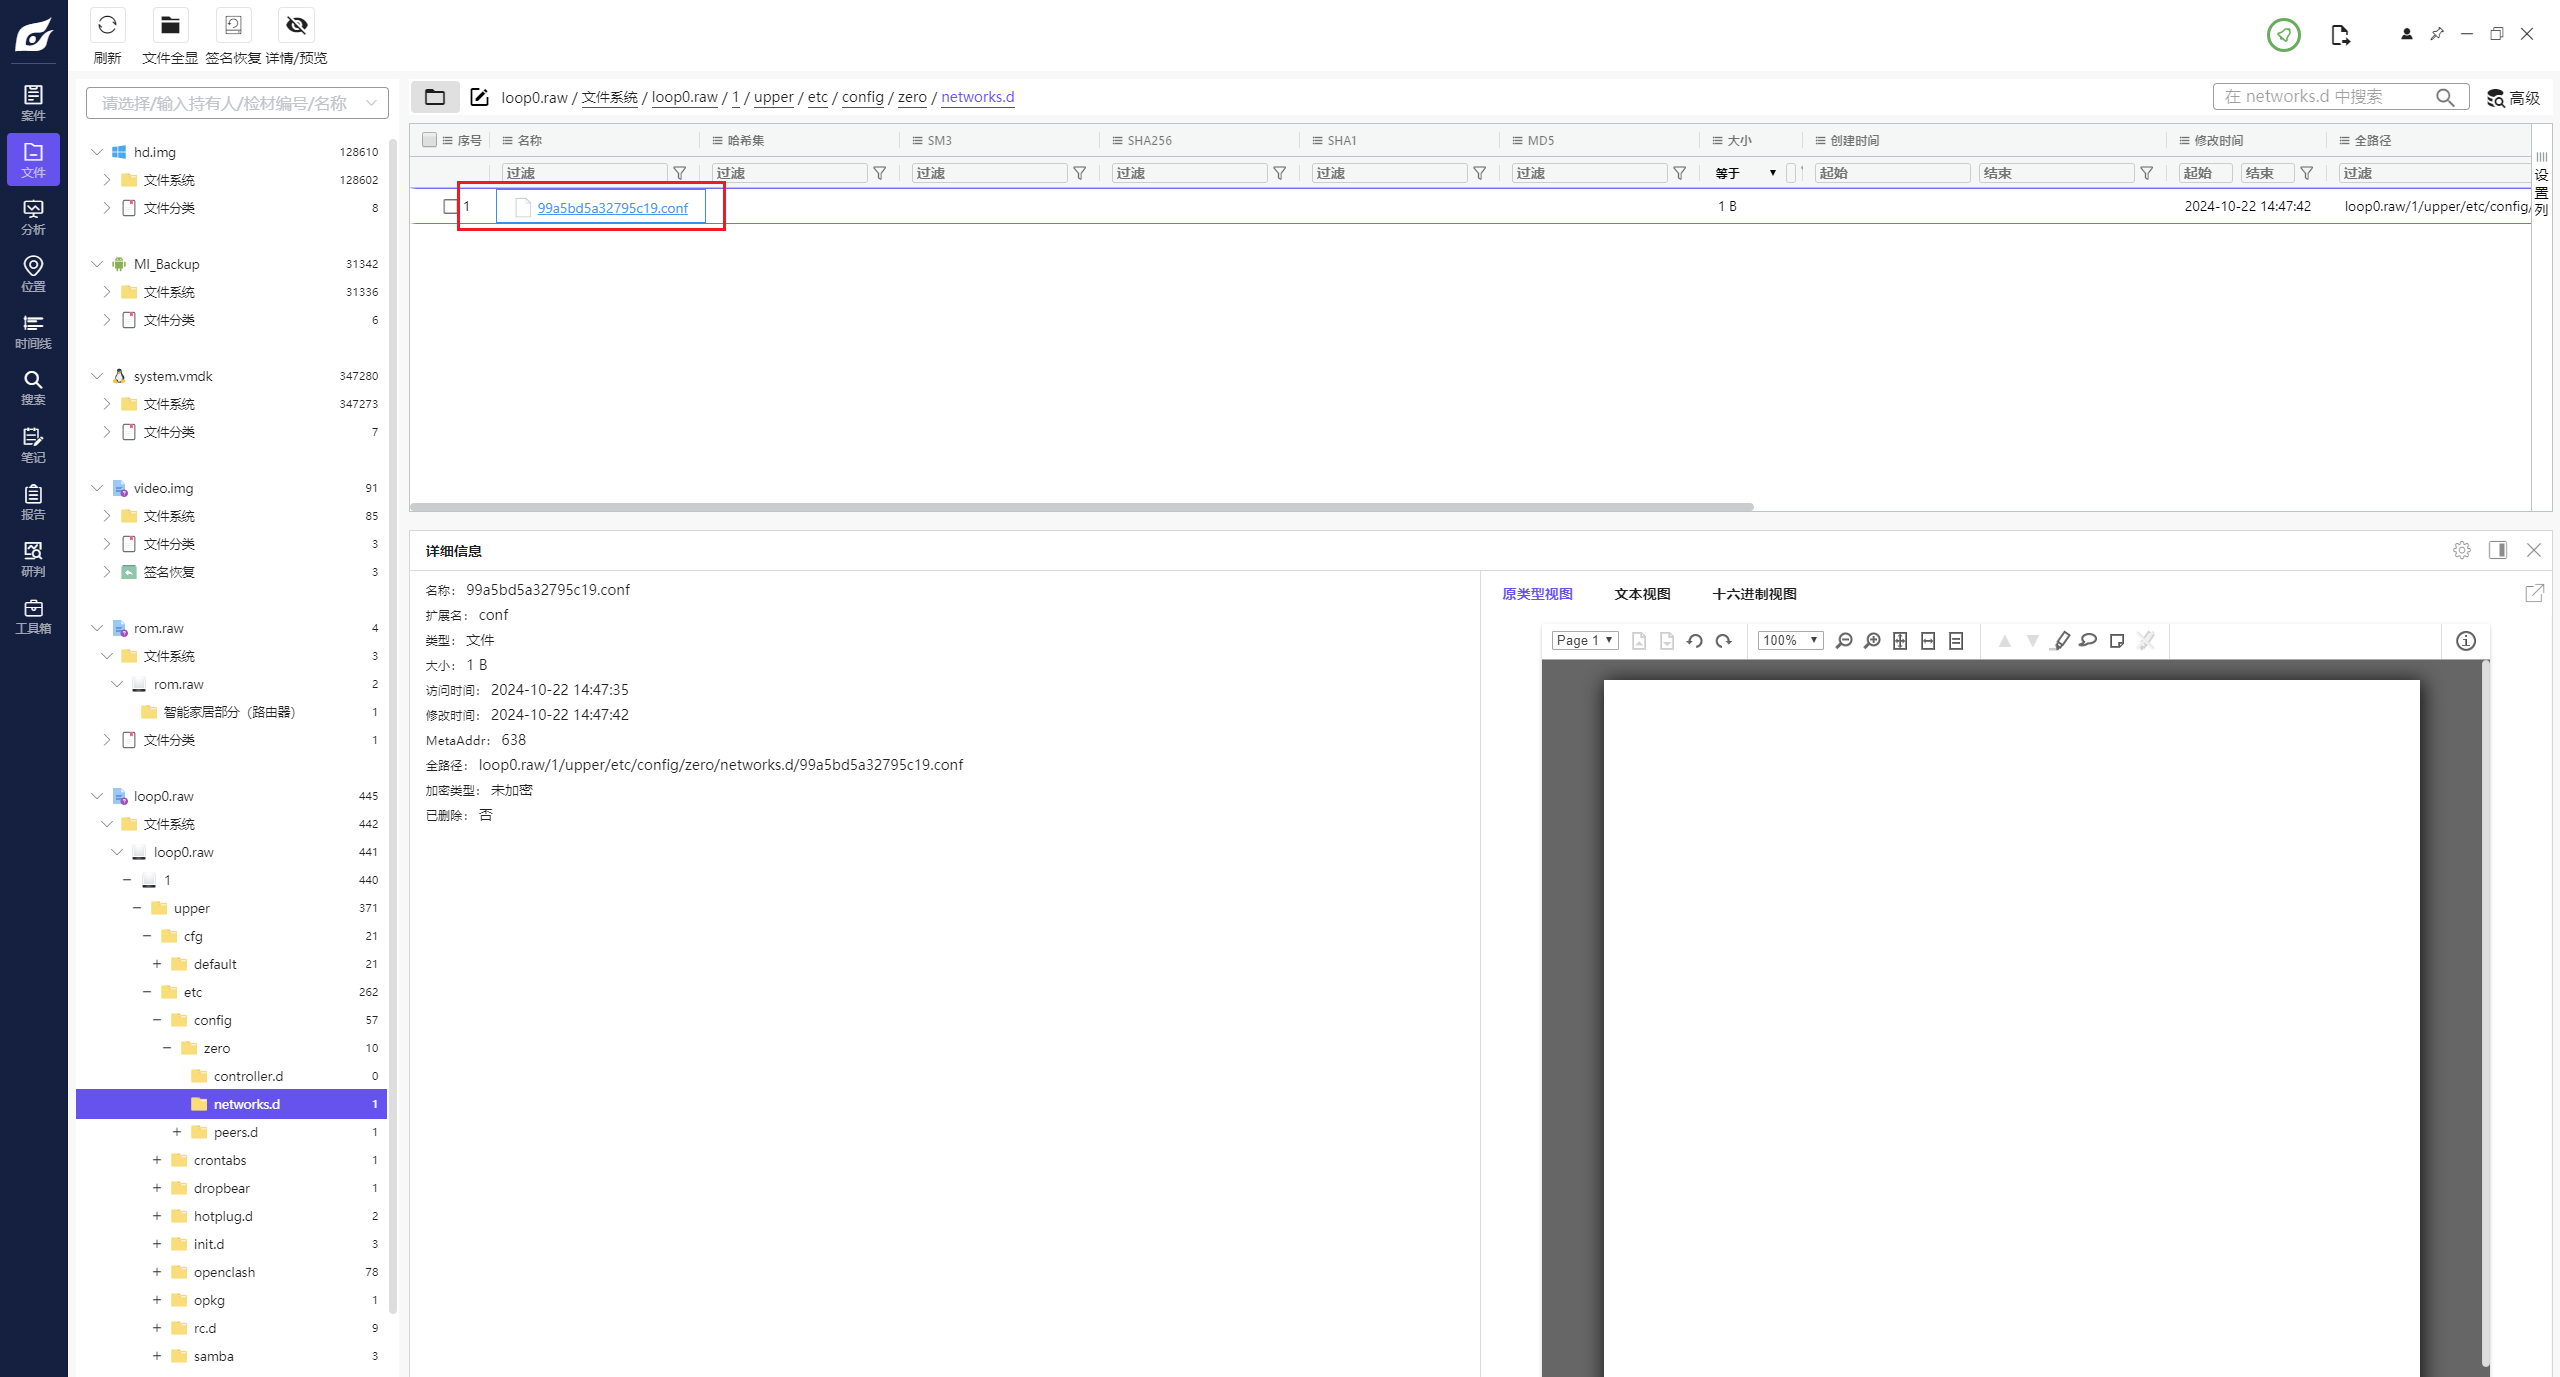 刷新 文件全显 签名恢复 详情/预览
案件
文件
分析
位置
时间线
搜索
笔记
报告
研判
工具箱
请选择/输入持有人/检材编号/名称
hd.img 128610
文件系统 128602
文件分类 8
MI_Backup 31342
文件系统 31336
文件分类 6
system.vmdk 347280
文件系统 347273
文件分类 7
video.img 91
文件系统 85
文件分类 3
签名恢复 3
rom.raw 4
文件系统 3
rom.raw 2
智能家居部分（路由器） 1
文件分类 1
loop0.raw 445
文件系统 442
loop0.raw 441
1 440
upper 371
cfg 21
default 21
etc 262
config 57
zero 10
controller.d 0
networks.d 1
peers.d 1
crontabs 1
dropbear 1
hotplug.d 2
init.d 3
openclash 78
opkg 1
rc.d 9
samba 3
loop0.raw / 文件系统 / loop0.raw / 1 / upper / etc / config / zero / networks.d
在 networks.d 中搜索 高级
序号 名称 哈希集 SM3 SHA256 SHA1 MD5 大小 创建时间 修改时间 全路径
过滤 过滤 过滤 过滤 过滤 过滤 等于 起始 结束 起始 结束 过滤
1 99a5bd5a32795c19.conf 1 B 2024-10-22 14:47:42 loop0.raw/1/upper/etc/config/
设置列
详细信息
名称: 99a5bd5a32795c19.conf
扩展名: conf
类型: 文件
大小: 1 B
访问时间: 2024-10-22 14:47:35
修改时间: 2024-10-22 14:47:42
MetaAddr: 638
全路径: loop0.raw/1/upper/etc/config/zero/networks.d/99a5bd5a32795c19.conf
加密类型: 未加密
已删除: 否
原类型视图 文本视图 十六进制视图
Page 1 100%